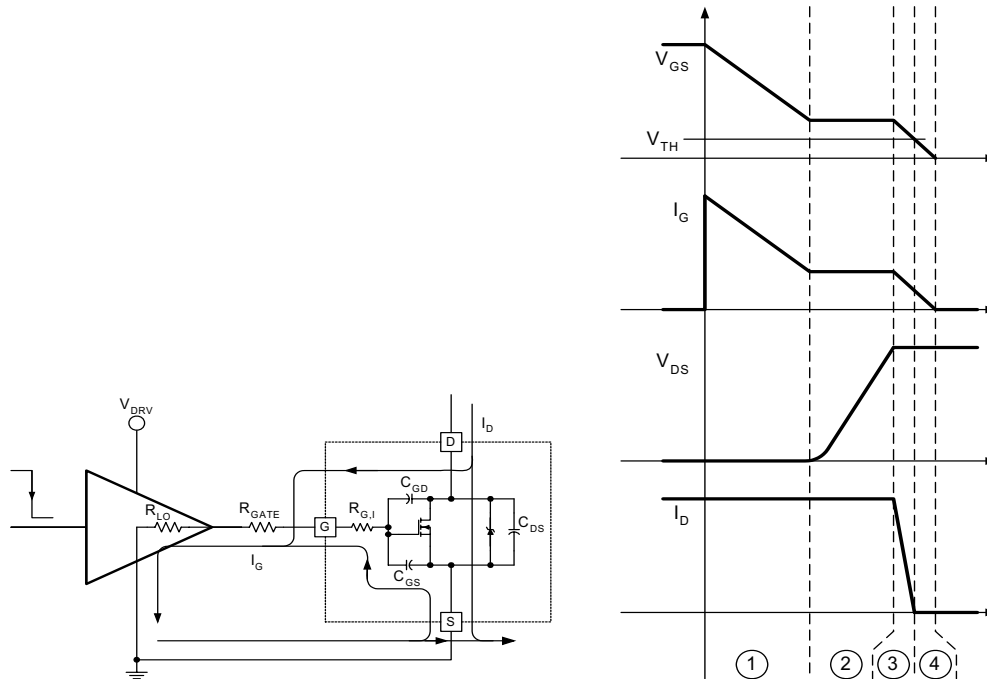 V_DRV
R_LO
R_GATE
G
R_G,I
C_GD
C_GS
C_DS
D
S
I_D
I_G
V_GS
V_TH
I_G
V_DS
I_D
1 2 3 4